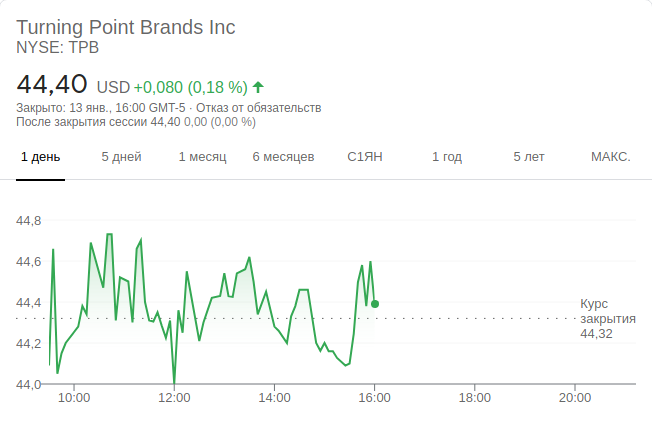 Turning Point Brands Inc
NYSE: TPB
44,40 USD +0,080 (0,18 %)
Закрыто: 13 янв., 16:00 GMT-5 · Отказ от обязательств
После закрытия сессии 44,40 0,00 (0,00 %)
1 день 5 дней 1 месяц 6 месяцев С1ЯН 1 год 5 лет МАКС.
44,8
44,6
44,4
Курс
закрытия
44,32
44,2
44,0
10:00 12:00 14:00 16:00 18:00 20:00